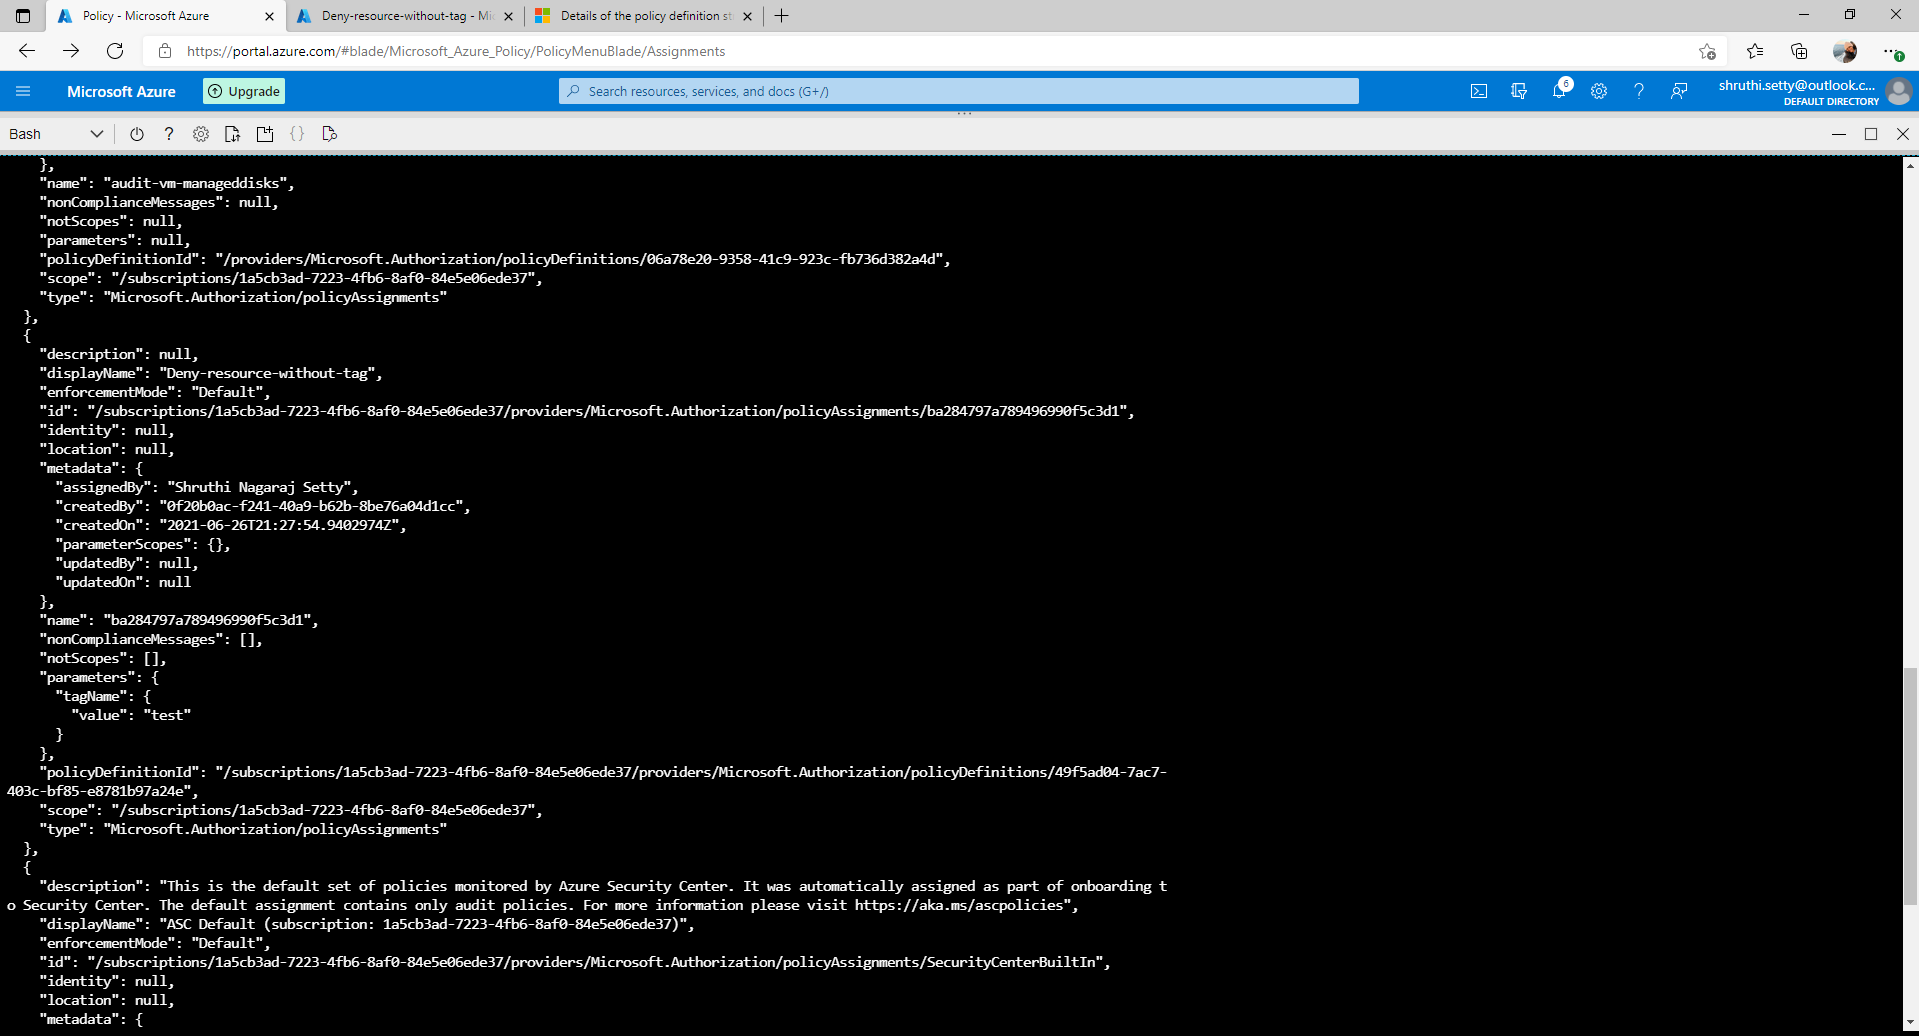 Policy - Microsoft Azure
Deny-resource-without-tag - Mi
Details of the policy definition st
https://portal.azure.com/#blade/Microsoft_Azure_Policy/PolicyMenuBlade/Assignments
Microsoft Azure
Upgrade
Search resources, services, and docs (G+/)
6
shruthi.setty@outlook.c...
DEFAULT DIRECTORY
Bash
},
"name": "audit-vm-manageddisks",
"nonComplianceMessages": null,
"notScopes": null,
"parameters": null,
"policyDefinitionId": "/providers/Microsoft.Authorization/policyDefinitions/06a78e20-9358-41c9-923c-fb736d382a4d",
"scope": "/subscriptions/1a5cb3ad-7223-4fb6-8af0-84e5e06ede37",
"type": "Microsoft.Authorization/policyAssignments"
},
{
"description": null,
"displayName": "Deny-resource-without-tag",
"enforcementMode": "Default",
"id": "/subscriptions/1a5cb3ad-7223-4fb6-8af0-84e5e06ede37/providers/Microsoft.Authorization/policyAssignments/ba284797a789496990f5c3d1",
"identity": null,
"location": null,
"metadata": {
"assignedBy": "Shruthi Nagaraj Setty",
"createdBy": "0f20b0ac-f241-40a9-b62b-8be76a04d1cc",
"createdOn": "2021-06-26T21:27:54.9402974Z",
"parameterScopes": {},
"updatedBy": null,
"updatedOn": null
},
"name": "ba284797a789496990f5c3d1",
"nonComplianceMessages": [],
"notScopes": [],
"parameters": {
"tagName": {
"value": "test"
}
},
"policyDefinitionId": "/subscriptions/1a5cb3ad-7223-4fb6-8af0-84e5e06ede37/providers/Microsoft.Authorization/policyDefinitions/49f5ad04-7ac7-
403c-bf85-e8781b97a24e",
"scope": "/subscriptions/1a5cb3ad-7223-4fb6-8af0-84e5e06ede37",
"type": "Microsoft.Authorization/policyAssignments"
},
{
"description": "This is the default set of policies monitored by Azure Security Center. It was automatically assigned as part of onboarding t
o Security Center. The default assignment contains only audit policies. For more information please visit https://aka.ms/ascpolicies",
"displayName": "ASC Default (subscription: 1a5cb3ad-7223-4fb6-8af0-84e5e06ede37)",
"enforcementMode": "Default",
"id": "/subscriptions/1a5cb3ad-7223-4fb6-8af0-84e5e06ede37/providers/Microsoft.Authorization/policyAssignments/SecurityCenterBuiltIn",
"identity": null,
"location": null,
"metadata": {